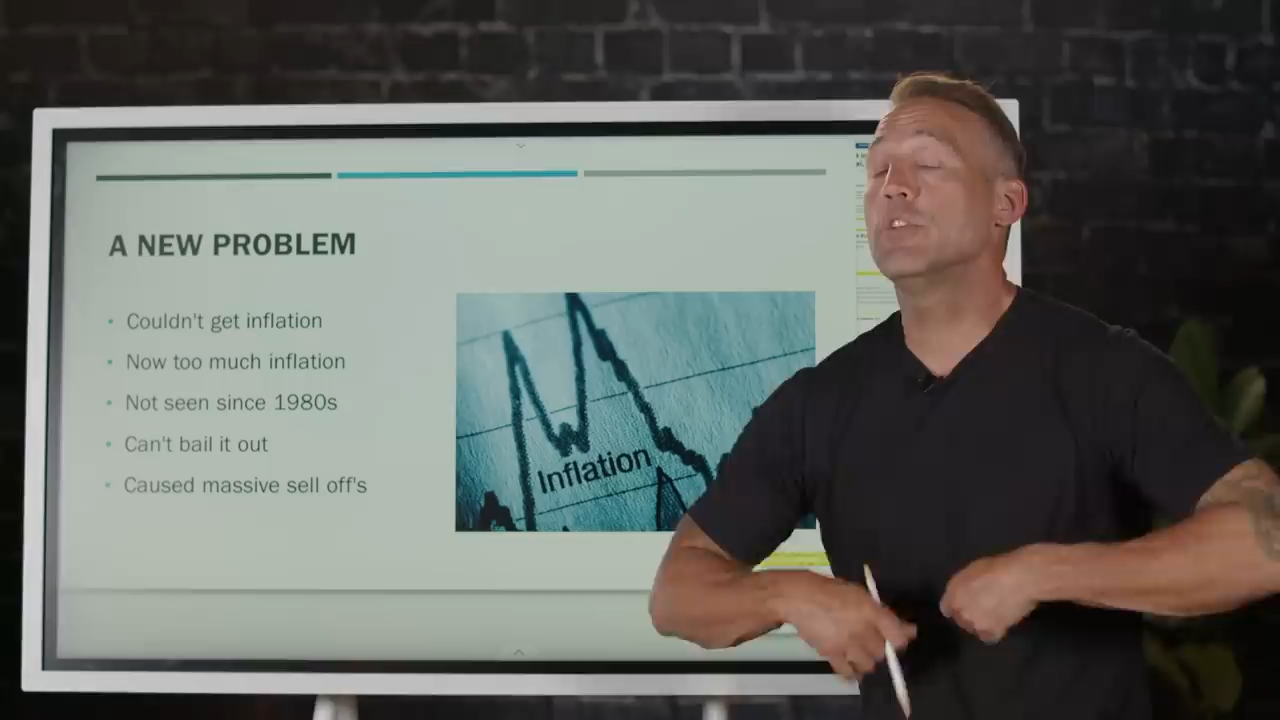 A NEW PROBLEM
Couldn't get inflation
Now too much inflation
Not seen since 1980s
Can't bail it out
Caused massive sell off's
Inflation